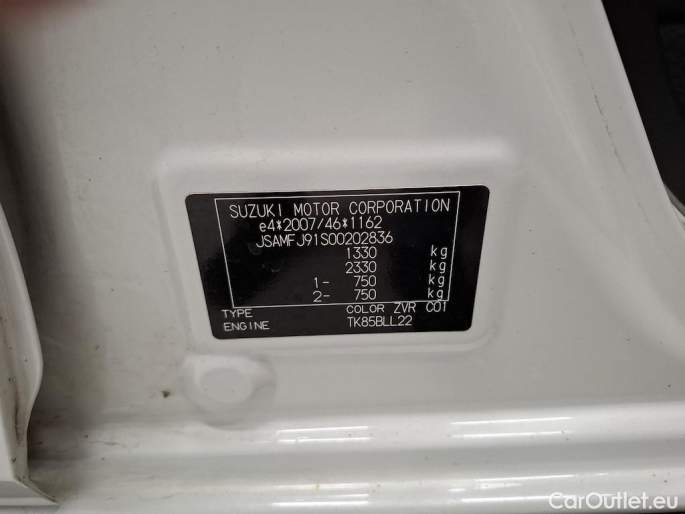 SUZUKI MOTOR CORPORATION
e4*2007/46*1162
JSAMFJ91S00202836
1330 kg
2330 kg
1- 750 kg
2- 750 kg
TYPE COLOR ZVR C01
ENGINE TK85BLL22
CarOutlet.eu